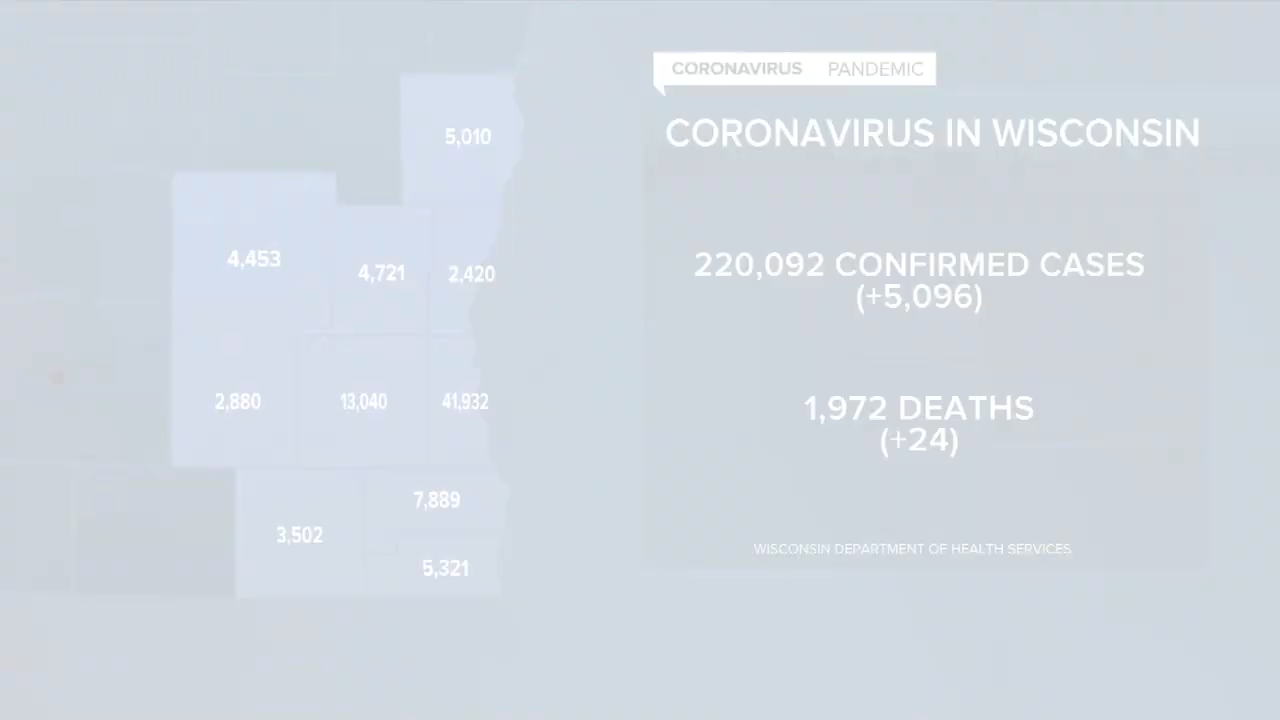 CORONAVIRUS PANDEMIC
CORONAVIRUS IN WISCONSIN
220,092 CONFIRMED CASES
(+5,096)
1,972 DEATHS
(+24)
WISCONSIN DEPARTMENT OF HEALTH SERVICES
5,010
4,453
4,721
2,420
2,880
13,040
41,932
7,889
3,502
5,321